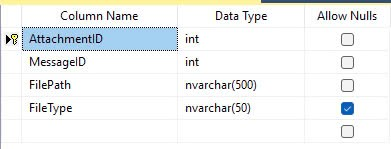 Column Name Data Type Allow Nulls
AttachmentID int
MessageID int
FilePath nvarchar(500)
FileType nvarchar(50)